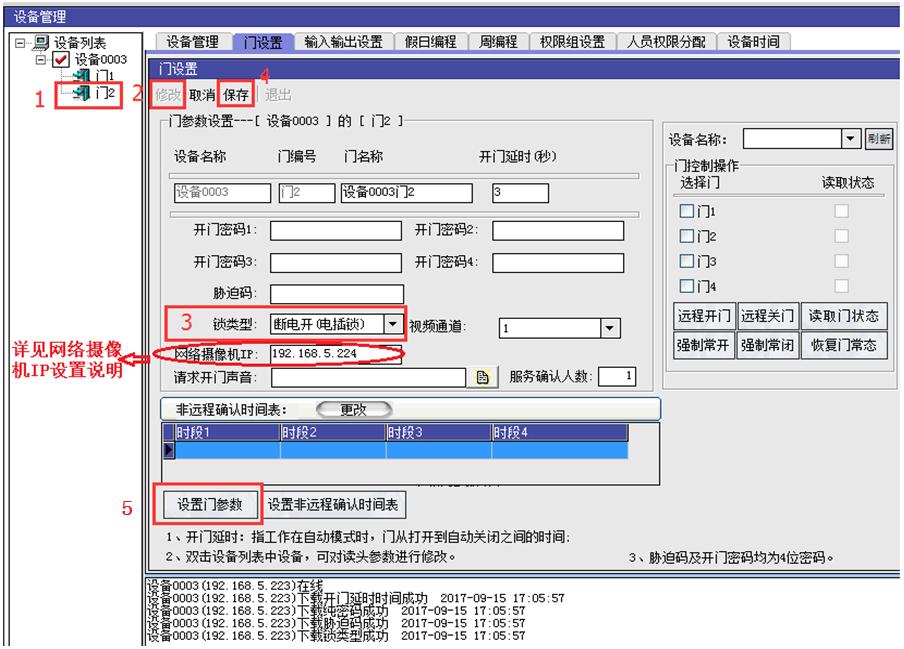 设备管理
设备列表
设备0003
门1
门2
1
设备管理 门设置 输入输出设置 假日编程 周编程 权限组设置 人员权限分配 设备时间
门设置
2 修改 取消 保存 4 退出
门参数设置---[ 设备0003 ] 的 [ 门2 ]
设备名称 门编号 门名称 开门延时(秒)
设备0003 门2 设备0003门2 3
开门密码1: 开门密码2:
开门密码3: 开门密码4:
胁迫码:
3 锁类型: 断电开(电插锁) 视频通道: 1
网络摄像机IP: 192.168.5.224
详见网络摄像
机IP设置说明
请求开门声音: 服务确认人数: 1
非远程确认时间表: 更改
时段1 时段2 时段3 时段4
5 设置门参数 设置非远程确认时间表
1、开门延时: 指工作在自动模式时, 门从打开到自动关闭之间的时间;
2、双击设备列表中设备, 可对读头参数进行修改。 3、胁迫码及开门密码均为4位密码。
设备名称: 刷新
门控制操作
选择门 读取状态
门1
门2
门3
门4
远程开门 远程关门 读取门状态
强制常开 强制常闭 恢复门常态
设备0003(192.168.5.223)在线
设备0003(192.168.5.223)下载开门延时时间成功 2017-09-15 17:05:57
设备0003(192.168.5.223)下载纯密码成功 2017-09-15 17:05:57
设备0003(192.168.5.223)下载胁迫码成功 2017-09-15 17:05:57
设备0003(192.168.5.223)下载锁类型成功 2017-09-15 17:05:57